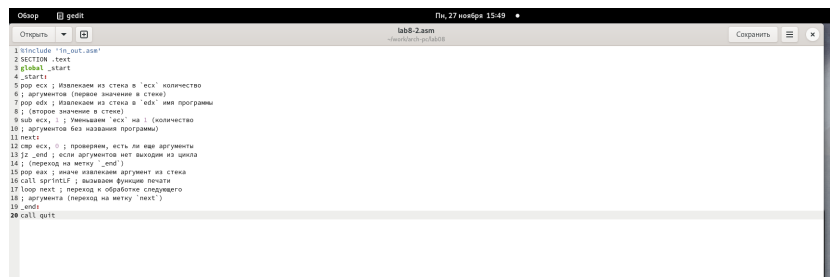 Обзор gedit Пн, 27 ноября 15:49
Открыть lab8-2.asm Сохранить
~/work/arch-pc/lab08
1 %include 'in_out.asm'
2 SECTION .text
3 global _start
4 _start:
5 pop ecx ; Извлекаем из стека в `ecx` количество
6 ; аргументов (первое значение в стеке)
7 pop edx ; Извлекаем из стека в `edx` имя программы
8 ; (второе значение в стеке)
9 sub ecx, 1 ; Уменьшаем `ecx` на 1 (количество
10 ; аргументов без названия программы)
11 next:
12 cmp ecx, 0 ; проверяем, есть ли еще аргументы
13 jz _end ; если аргументов нет выходим из цикла
14 ; (переход на метку `_end`)
15 pop eax ; иначе извлекаем аргумент из стека
16 call sprintLF ; вызываем функцию печати
17 loop next ; переход к обработке следующего
18 ; аргумента (переход на метку `next`)
19 _end:
20 call quit